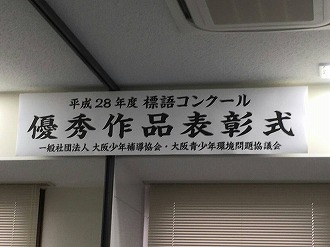 平成28年度 標語コンクール
優秀作品表彰式
一般社団法人 大阪少年補導協会・大阪青少年環境問題協議会